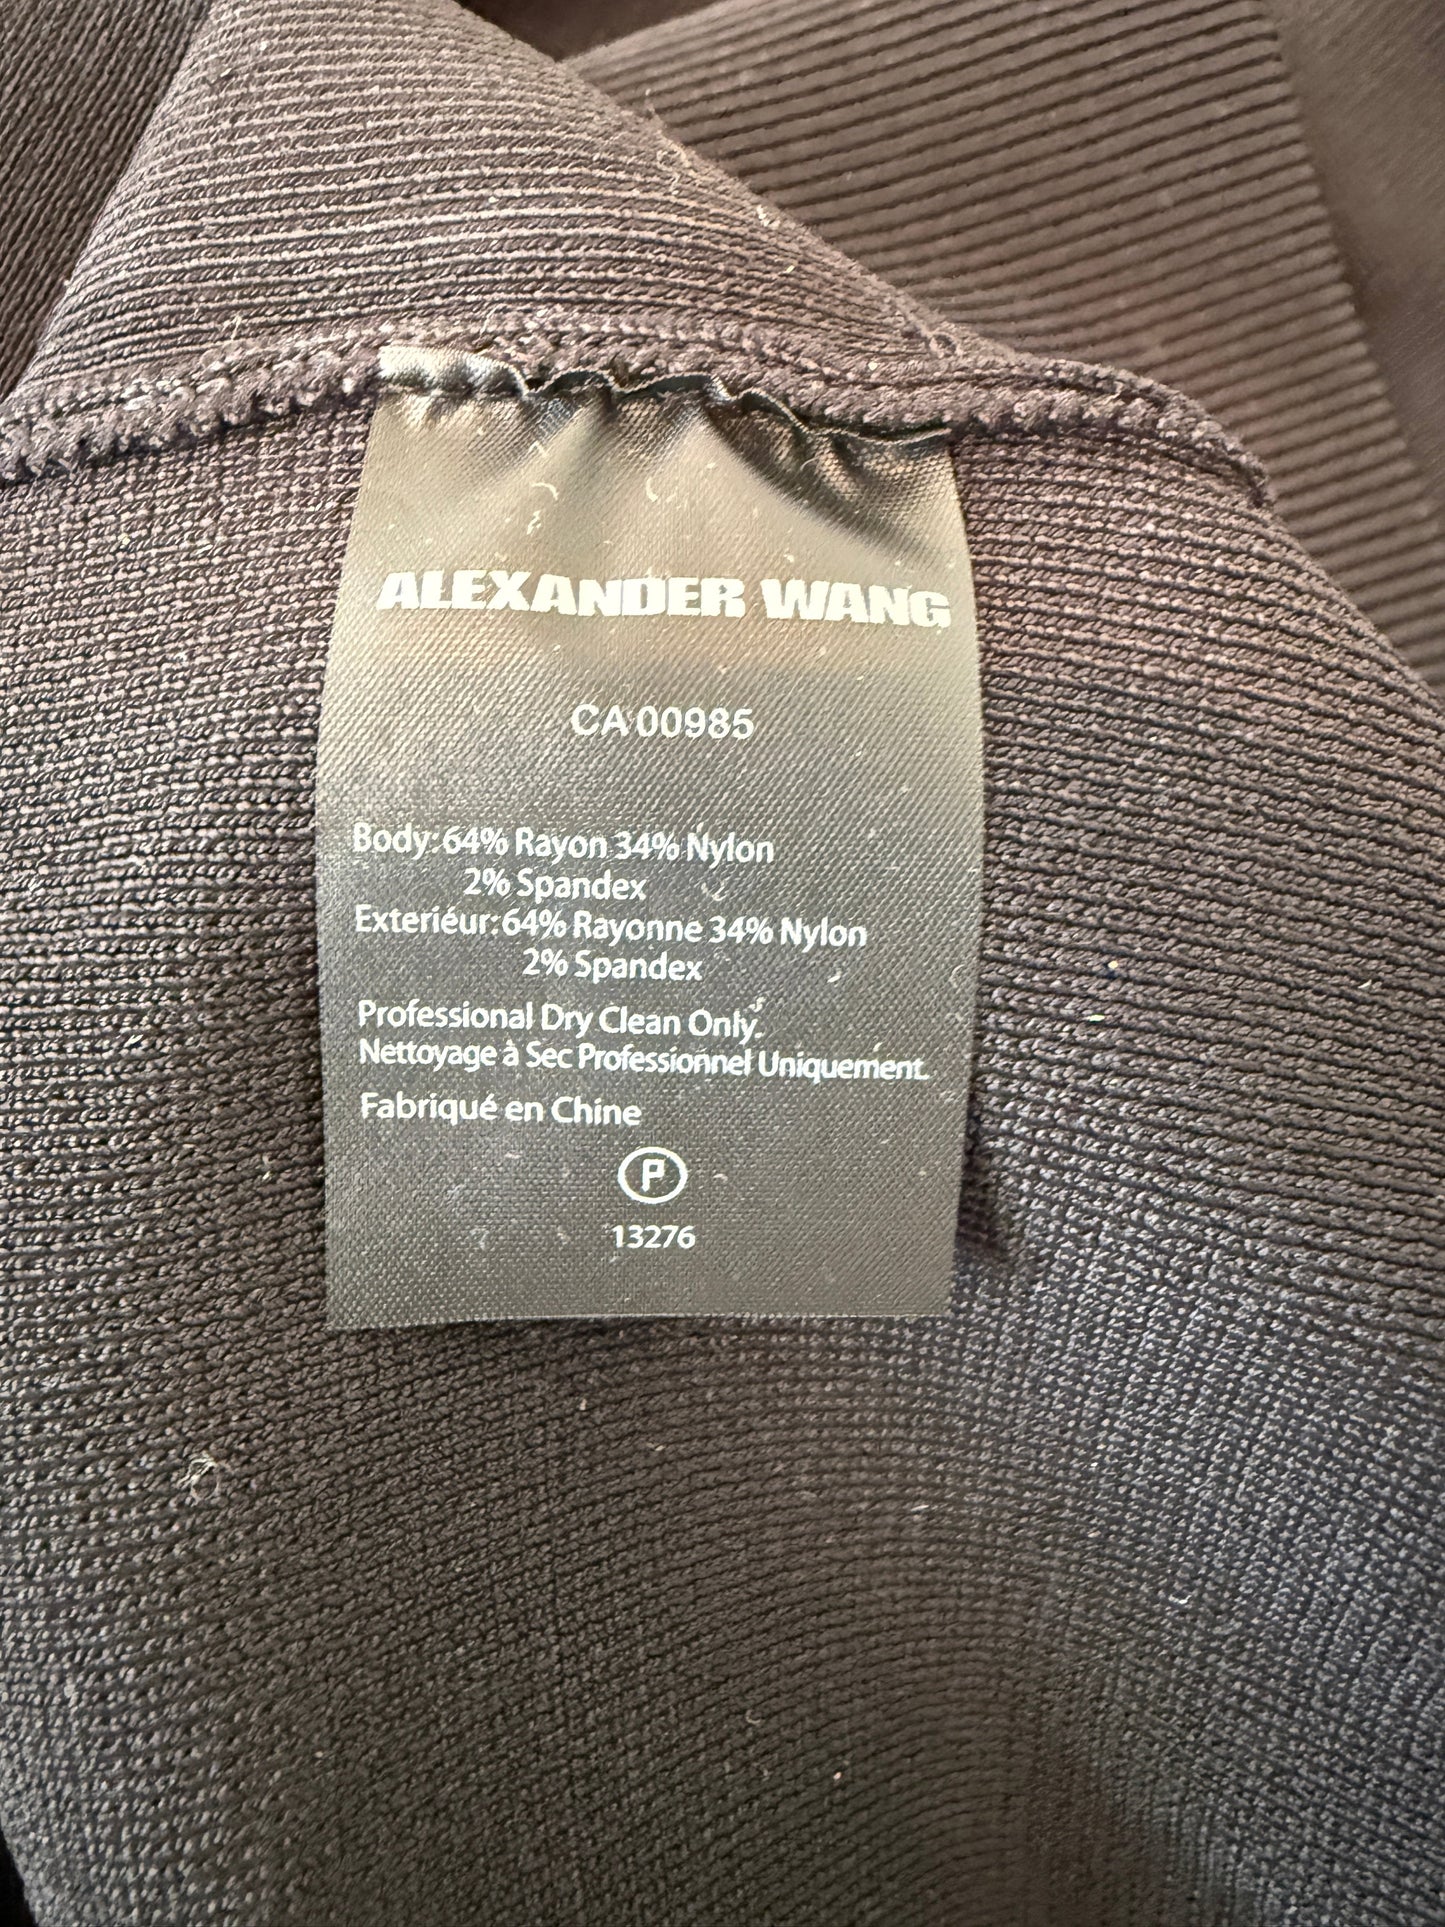 ALEXANDER WANG
CA 00985
Body: 64% Rayon 34% Nylon
2% Spandex
Exteriéur: 64% Rayonne 34% Nylon
2% Spandex
Professional Dry Clean Only.
Nettoyage à Sec Professionnel Uniquement.
Fabriqué en Chine
P
13276